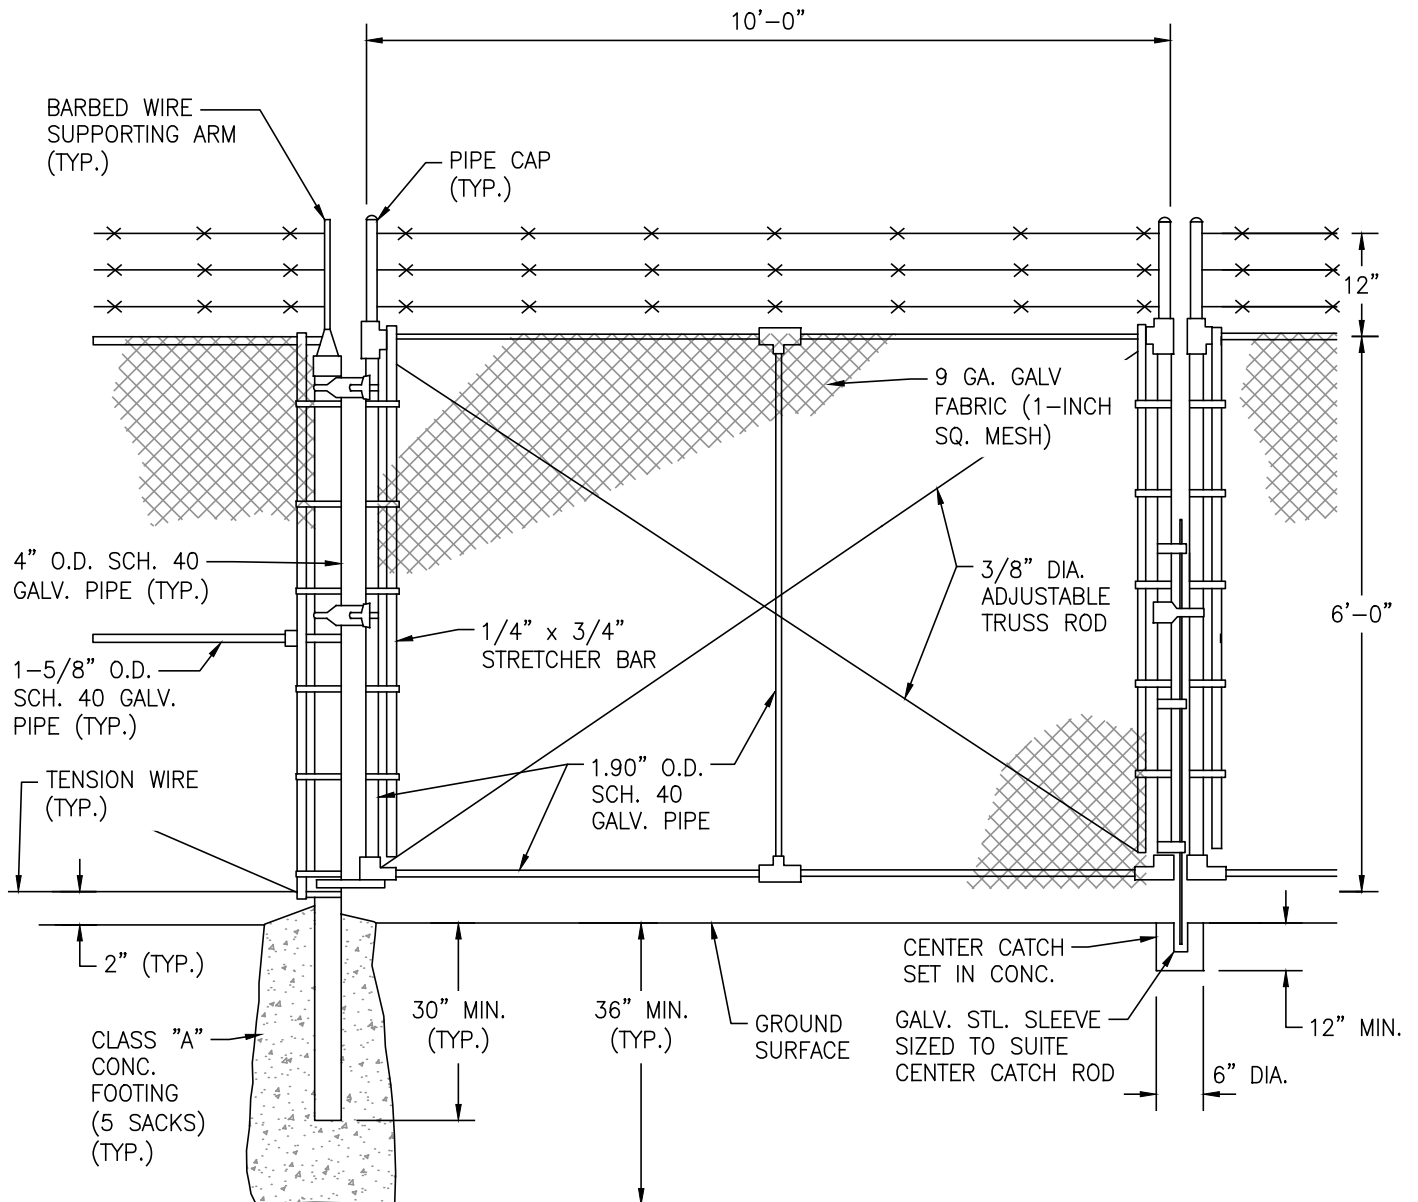 10'-0"
BARBED WIRE
SUPPORTING ARM
(TYP.)
PIPE CAP
(TYP.)
12"
9 GA. GALV
FABRIC (1-INCH
SQ. MESH)
4" O.D. SCH. 40
GALV. PIPE (TYP.)
3/8" DIA.
ADJUSTABLE
TRUSS ROD
6'-0"
1/4" x 3/4"
STRETCHER BAR
1-5/8" O.D.
SCH. 40 GALV.
PIPE (TYP.)
TENSION WIRE
(TYP.)
1.90" O.D.
SCH. 40
GALV. PIPE
2" (TYP.)
CENTER CATCH
SET IN CONC.
30" MIN.
(TYP.)
36" MIN.
(TYP.)
GROUND
SURFACE
GALV. STL. SLEEVE
SIZED TO SUITE
CENTER CATCH ROD
12" MIN.
6" DIA.
CLASS "A"
CONC.
FOOTING
(5 SACKS)
(TYP.)